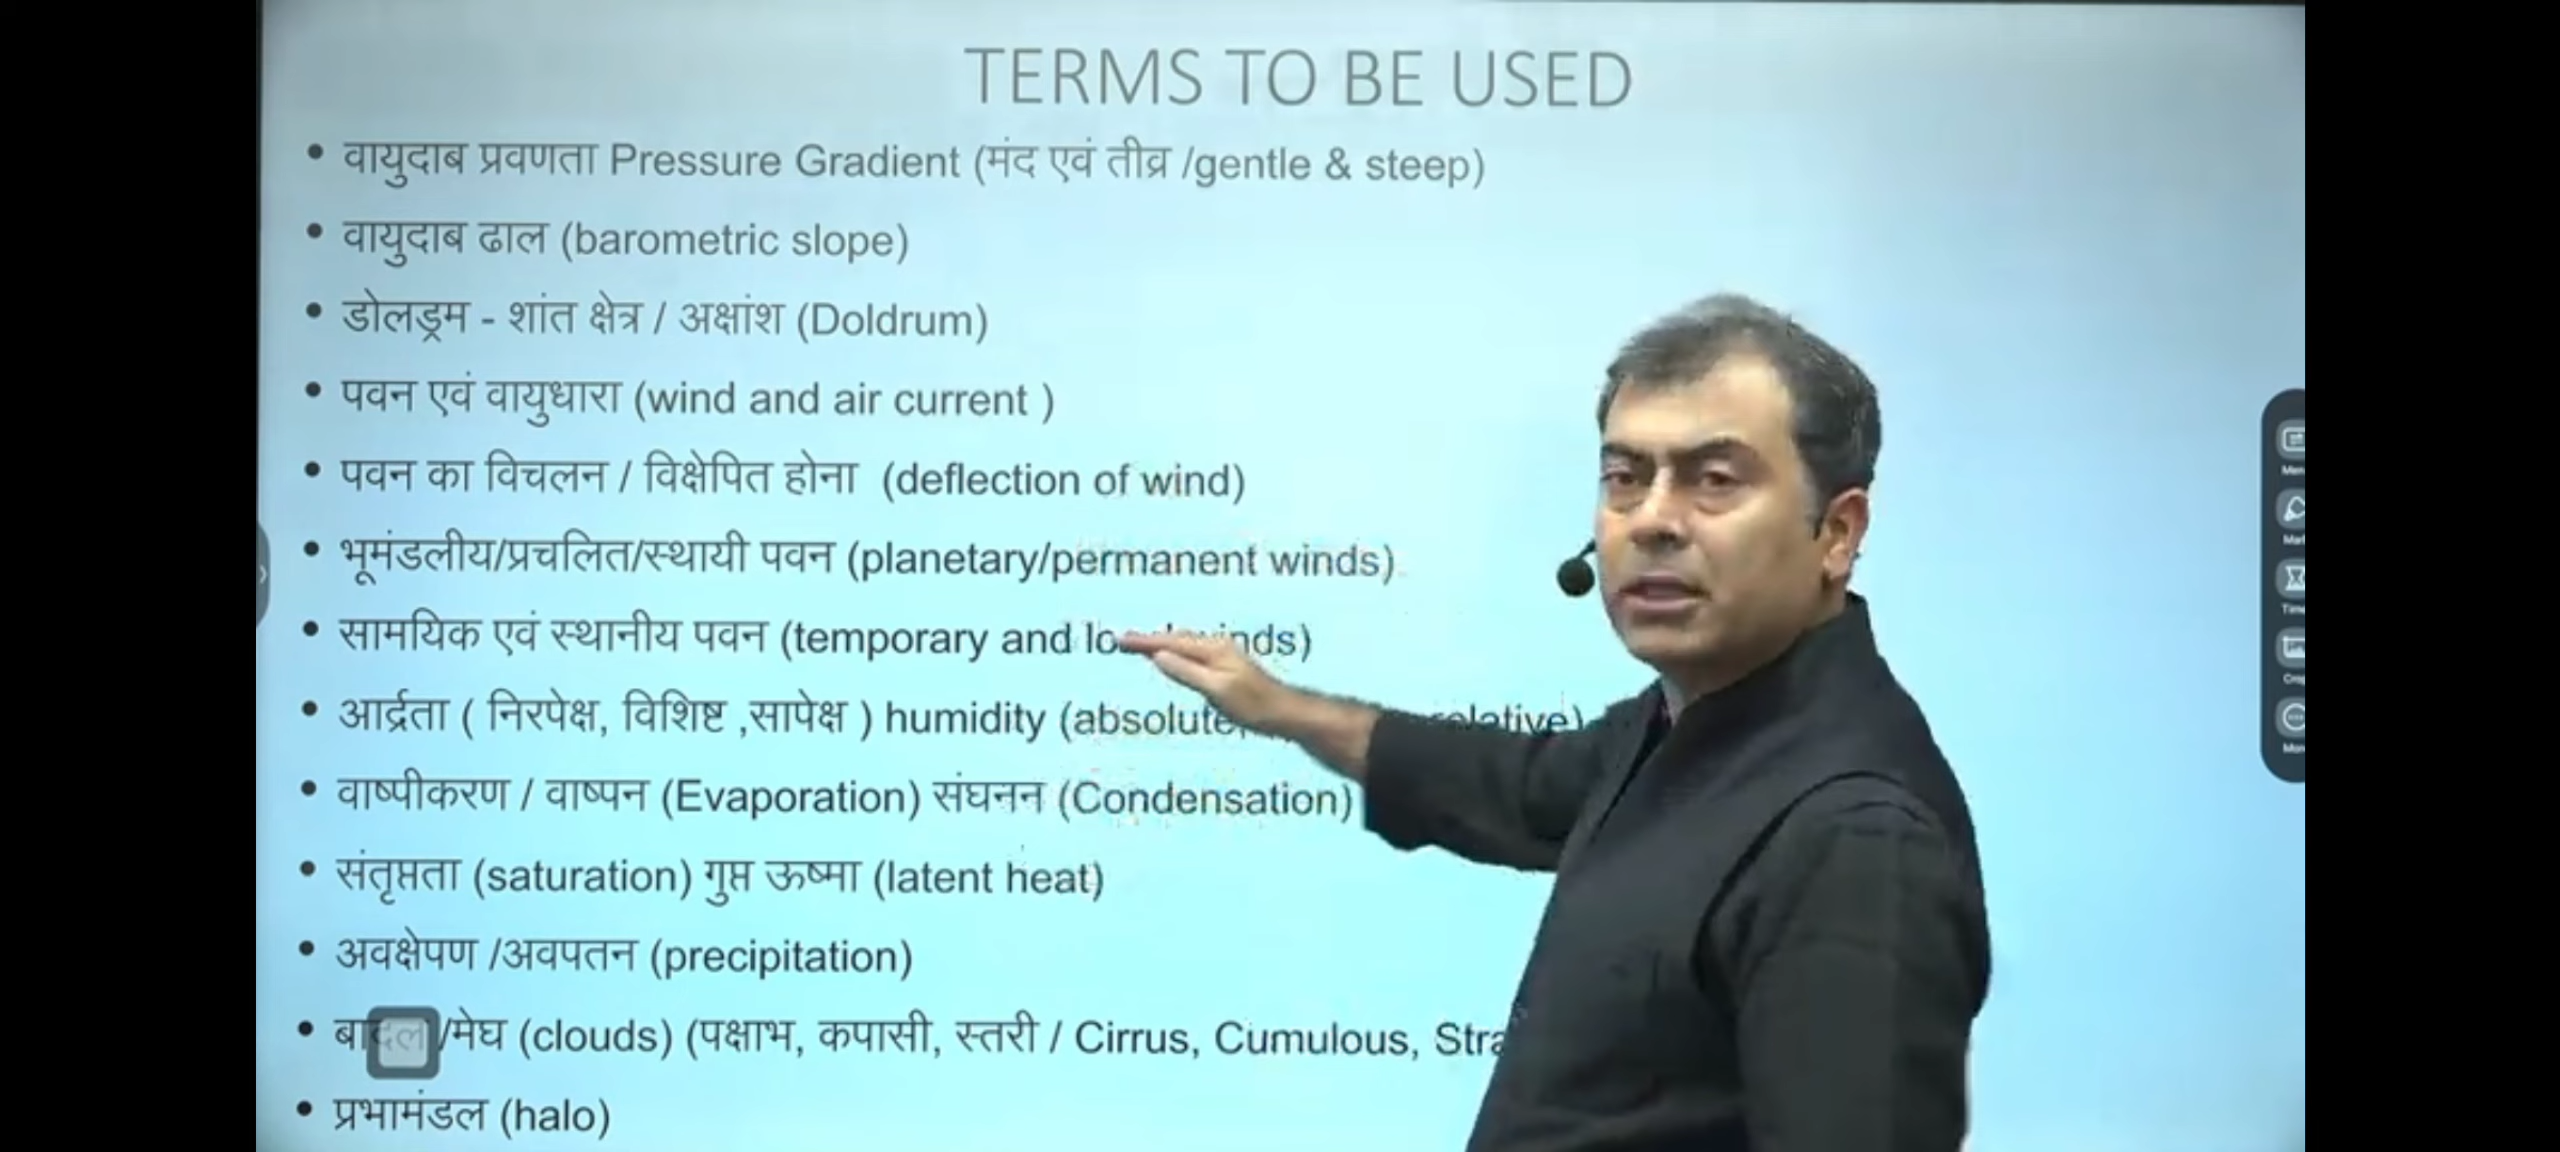 TERMS TO BE USED
• वायुदाब प्रवणता Pressure Gradient (मंद एवं तीव्र /gentle & steep)
• वायुदाब ढाल (barometric slope)
• डोलड्रम - शांत क्षेत्र / अक्षांश (Doldrum)
• पवन एवं वायुधारा (wind and air current )
• पवन का विचलन / विक्षेपित होना (deflection of wind)
• भूमंडलीय/प्रचलित/स्थायी पवन (planetary/permanent winds)
• सामयिक एवं स्थानीय पवन (temporary and
• आर्द्रता ( निरपेक्ष, विशिष्ट ,सापेक्ष ) humidity (absolute, relative)
• वाष्पीकरण / वाष्पन (Evaporation) संघनन (Condensation)
• संतृप्तता (saturation) गुप्त ऊष्मा (latent heat)
• अवक्षेपण /अवपतन (precipitation)
• बादल /मेघ (clouds) (पक्षाभ, कपासी, स्तरी / Cirrus, Cumulous,
• प्रभामंडल (halo)